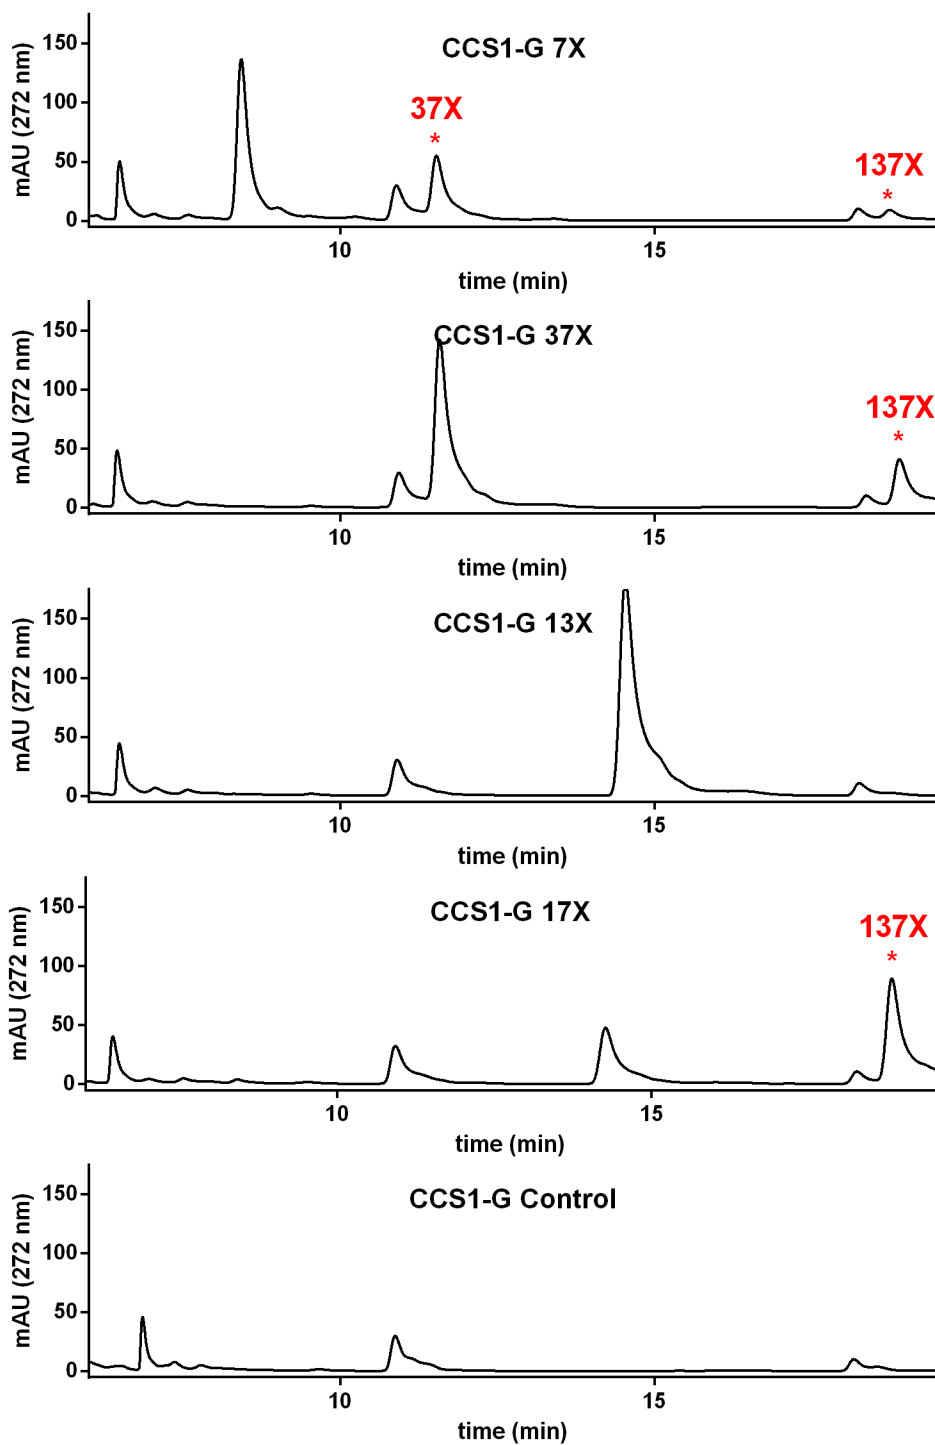 CCS1-G 7X
mAU (272 nm)
150
100
50
0
37X
*
137X
*
10
15
time (min)
CCS1-G 37X
mAU (272 nm)
150
100
50
0
137X
*
10
15
time (min)
CCS1-G 13X
mAU (272 nm)
150
100
50
0
10
15
time (min)
CCS1-G 17X
mAU (272 nm)
150
100
50
0
137X
*
10
15
time (min)
CCS1-G Control
mAU (272 nm)
150
100
50
0
10
15
time (min)